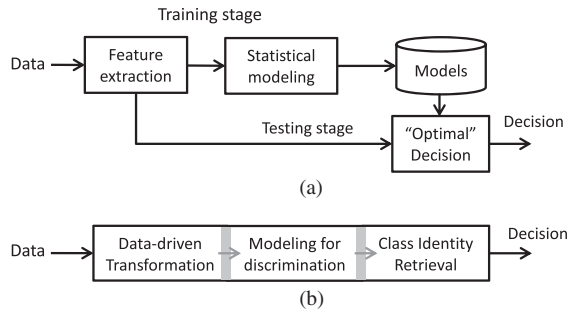 Training stage
Data
Feature
extraction
Statistical
modeling
Models
Testing stage
"Optimal"
Decision
Decision
(a)
Data
Data-driven
Transformation
Modeling for
discrimination
Class Identity
Retrieval
Decision
(b)